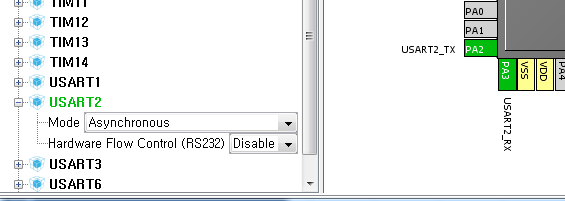 TIM11
TIM12
TIM13
TIM14
USART1
USART2
Mode Asynchronous
Hardware Flow Control (RS232) Disable
USART3
USART6
PA0
PA1
USART2_TX PA2
PA3
VSS
VDD
PA4
USART2_RX